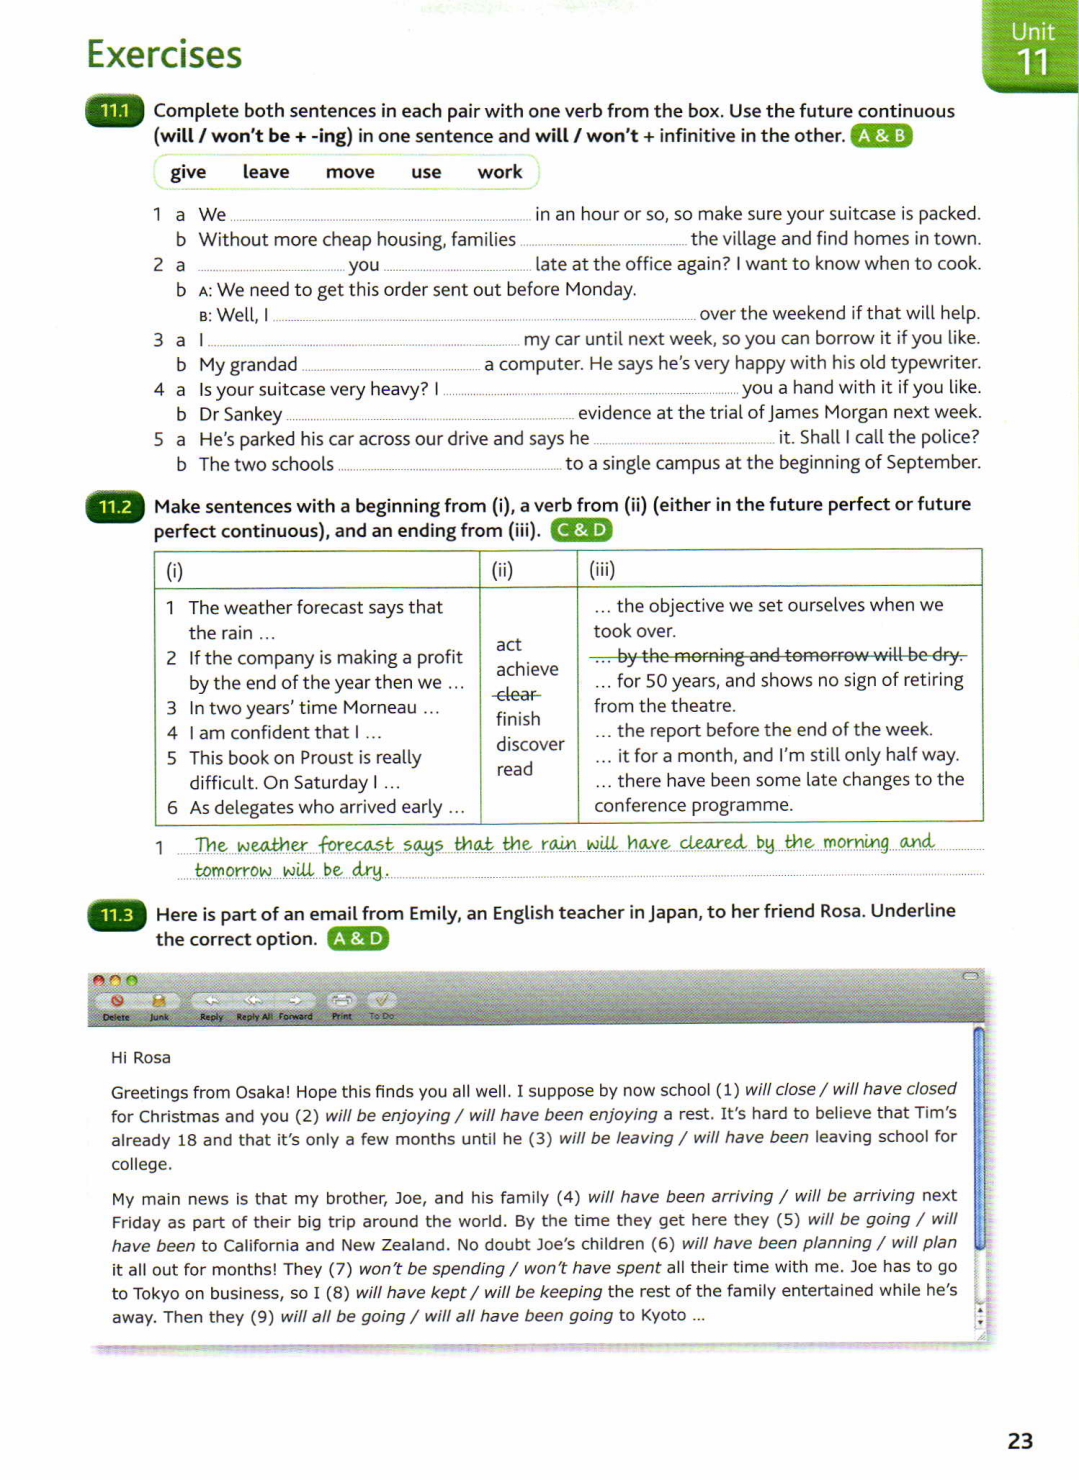 Unit
11
Exercises
11.1 Complete both sentences in each pair with one verb from the box. Use the future continuous
(will / won't be + -ing) in one sentence and will / won't + infinitive in the other. A & B
give leave move use work
1 a We ........ in an hour or so, so make sure your suitcase is packed.
b Without more cheap housing, families ........ the village and find homes in town.
2 a ........ you ........ late at the office again? I want to know when to cook.
b A: We need to get this order sent out before Monday.
B: Well, I ........ over the weekend if that will help.
3 a I ........ my car until next week, so you can borrow it if you like.
b My grandad ........ a computer. He says he's very happy with his old typewriter.
4 a Is your suitcase very heavy? I ........ you a hand with it if you like.
b Dr Sankey ........ evidence at the trial of James Morgan next week.
5 a He's parked his car across our drive and says he ........ it. Shall I call the police?
b The two schools ........ to a single campus at the beginning of September.
11.2 Make sentences with a beginning from (i), a verb from (ii) (either in the future perfect or future
perfect continuous), and an ending from (iii). C & D
(i)
1 The weather forecast says that
the rain ...
2 If the company is making a profit
by the end of the year then we ...
3 In two years' time Morneau ...
4 I am confident that I ...
5 This book on Proust is really
difficult. On Saturday I ...
6 As delegates who arrived early ...
(ii)
act
achieve
clear
finish
discover
read
(iii)
... the objective we set ourselves when we
took over.
... by the morning and tomorrow will be dry.
... for 50 years, and shows no sign of retiring
from the theatre.
... the report before the end of the week.
... it for a month, and I'm still only half way.
... there have been some late changes to the
conference programme.
1 The weather forecast says that the rain will have cleared by the morning and
tomorrow will be dry.
11.3 Here is part of an email from Emily, an English teacher in Japan, to her friend Rosa. Underline
the correct option. A & D
Delete Junk Reply Reply All Forward Print To Do
Hi Rosa
Greetings from Osaka! Hope this finds you all well. I suppose by now school (1) will close / will have closed
for Christmas and you (2) will be enjoying / will have been enjoying a rest. It's hard to believe that Tim's
already 18 and that it's only a few months until he (3) will be leaving / will have been leaving school for
college.
My main news is that my brother, Joe, and his family (4) will have been arriving / will be arriving next
Friday as part of their big trip around the world. By the time they get here they (5) will be going / will
have been to California and New Zealand. No doubt Joe's children (6) will have been planning / will plan
it all out for months! They (7) won't be spending / won't have spent all their time with me. Joe has to go
to Tokyo on business, so I (8) will have kept / will be keeping the rest of the family entertained while he's
away. Then they (9) will all be going / will all have been going to Kyoto ...
23